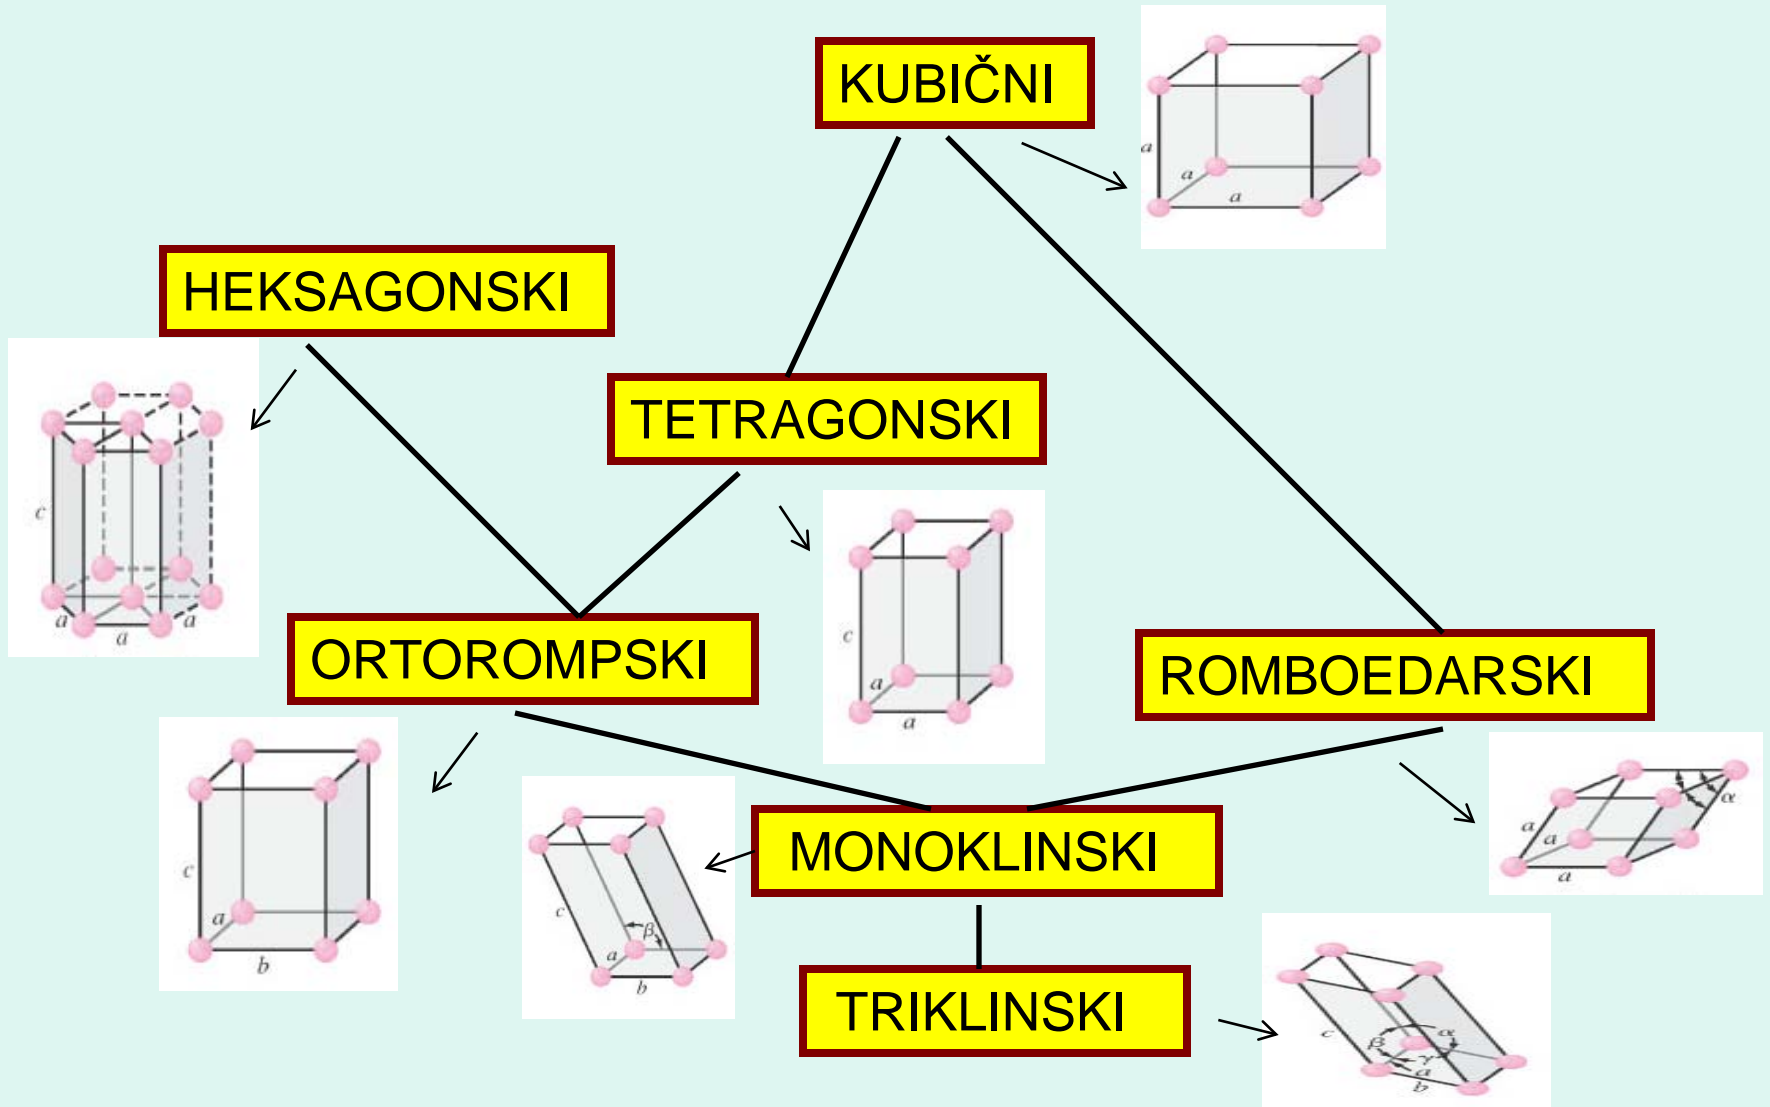 KUBIČNI
a
a
a
HEKSAGONSKI
c
a
a
a
TETRAGONSKI
c
a
a
ORTOROMPSKI
c
a
b
ROMBOEDARSKI
α
a
a
a
MONOKLINSKI
c
β
a
b
TRIKLINSKI
c
β
α
γ
a
b